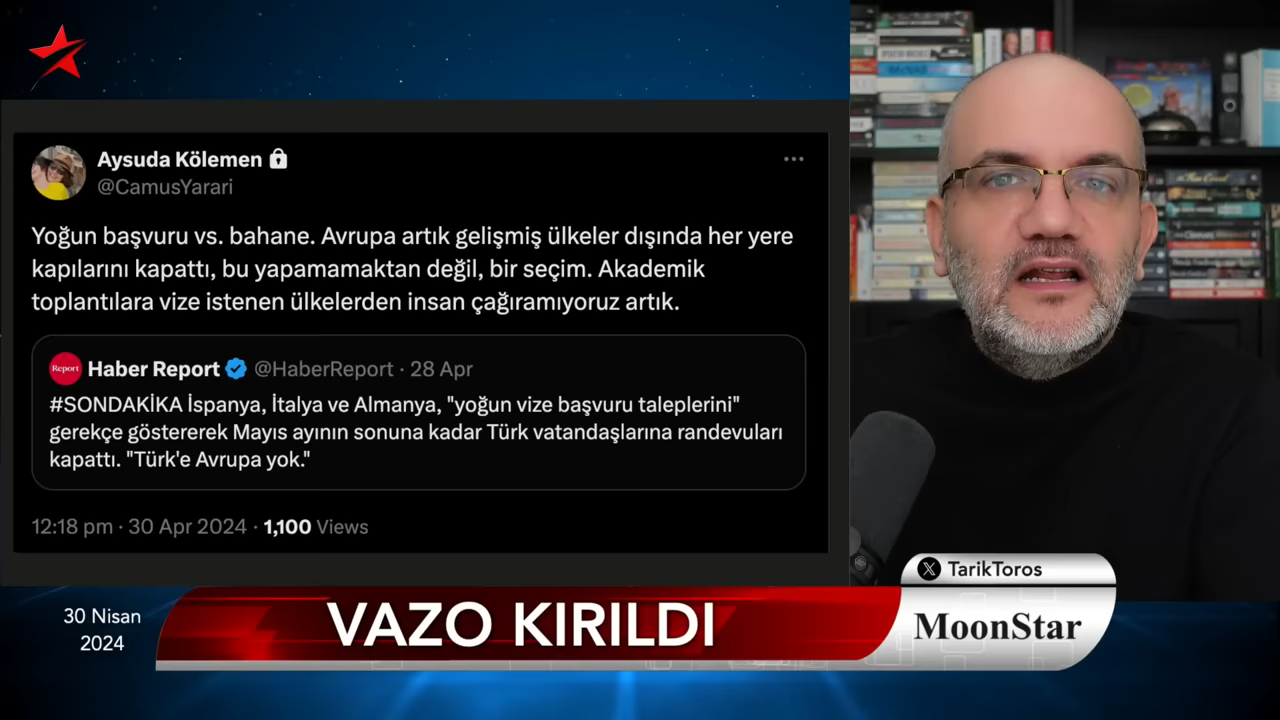 Aysuda Kölemen
@CamusYarari
Yoğun başvuru vs. bahane. Avrupa artık gelişmiş ülkeler dışında her yere
kapılarını kapattı, bu yapamamaktan değil, bir seçim. Akademik
toplantılara vize istenen ülkelerden insan çağıramıyoruz artık.
Report
Haber Report @HaberReport · 28 Apr
#SONDAKİKA İspanya, İtalya ve Almanya, "yoğun vize başvuru taleplerini"
gerekçe göstererek Mayıs ayının sonuna kadar Türk vatandaşlarına randevuları
kapattı. "Türk'e Avrupa yok."
12:18 pm · 30 Apr 2024 · 1,100 Views
X TarikToros
30 Nisan
2024
VAZO KIRILDI
MoonStar